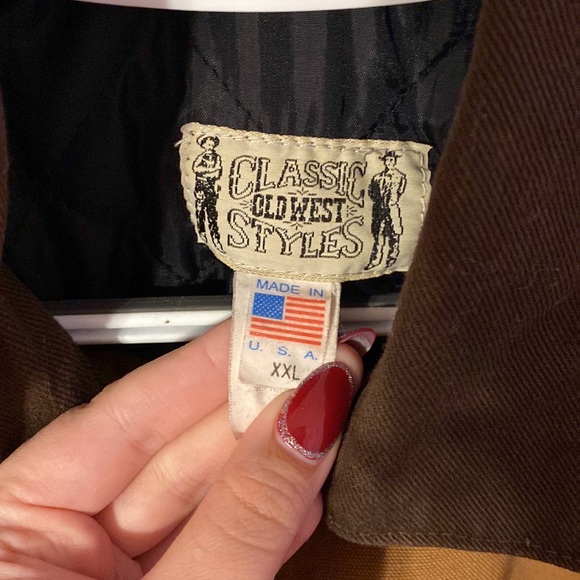 CLASSIC
OLD WEST
STYLES
MADE IN
U. S. A.
XXL